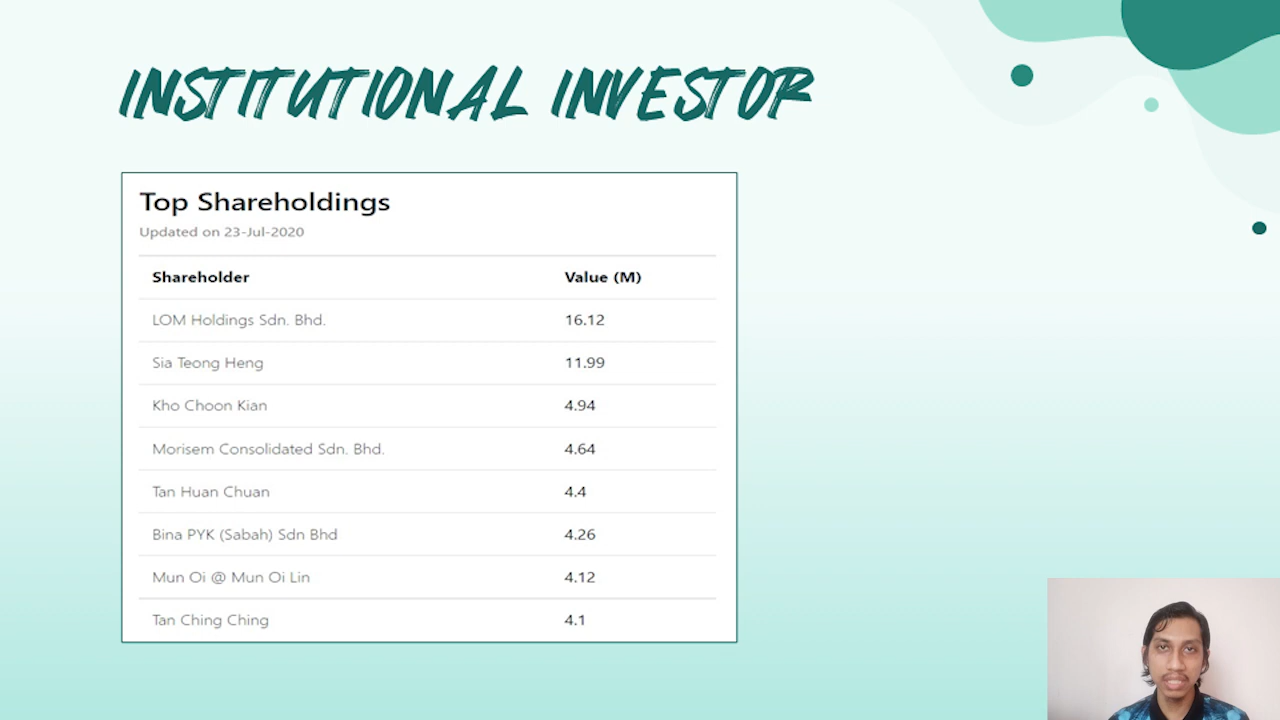 INSTITUTIONAL INVESTOR
Top Shareholdings
Updated on 23-Jul-2020
Shareholder Value (M)
LOM Holdings Sdn. Bhd. 16.12
Sia Teong Heng 11.99
Kho Choon Kian 4.94
Morisem Consolidated Sdn. Bhd. 4.64
Tan Huan Chuan 4.4
Bina PYK (Sabah) Sdn Bhd 4.26
Mun Oi @ Mun Oi Lin 4.12
Tan Ching Ching 4.1